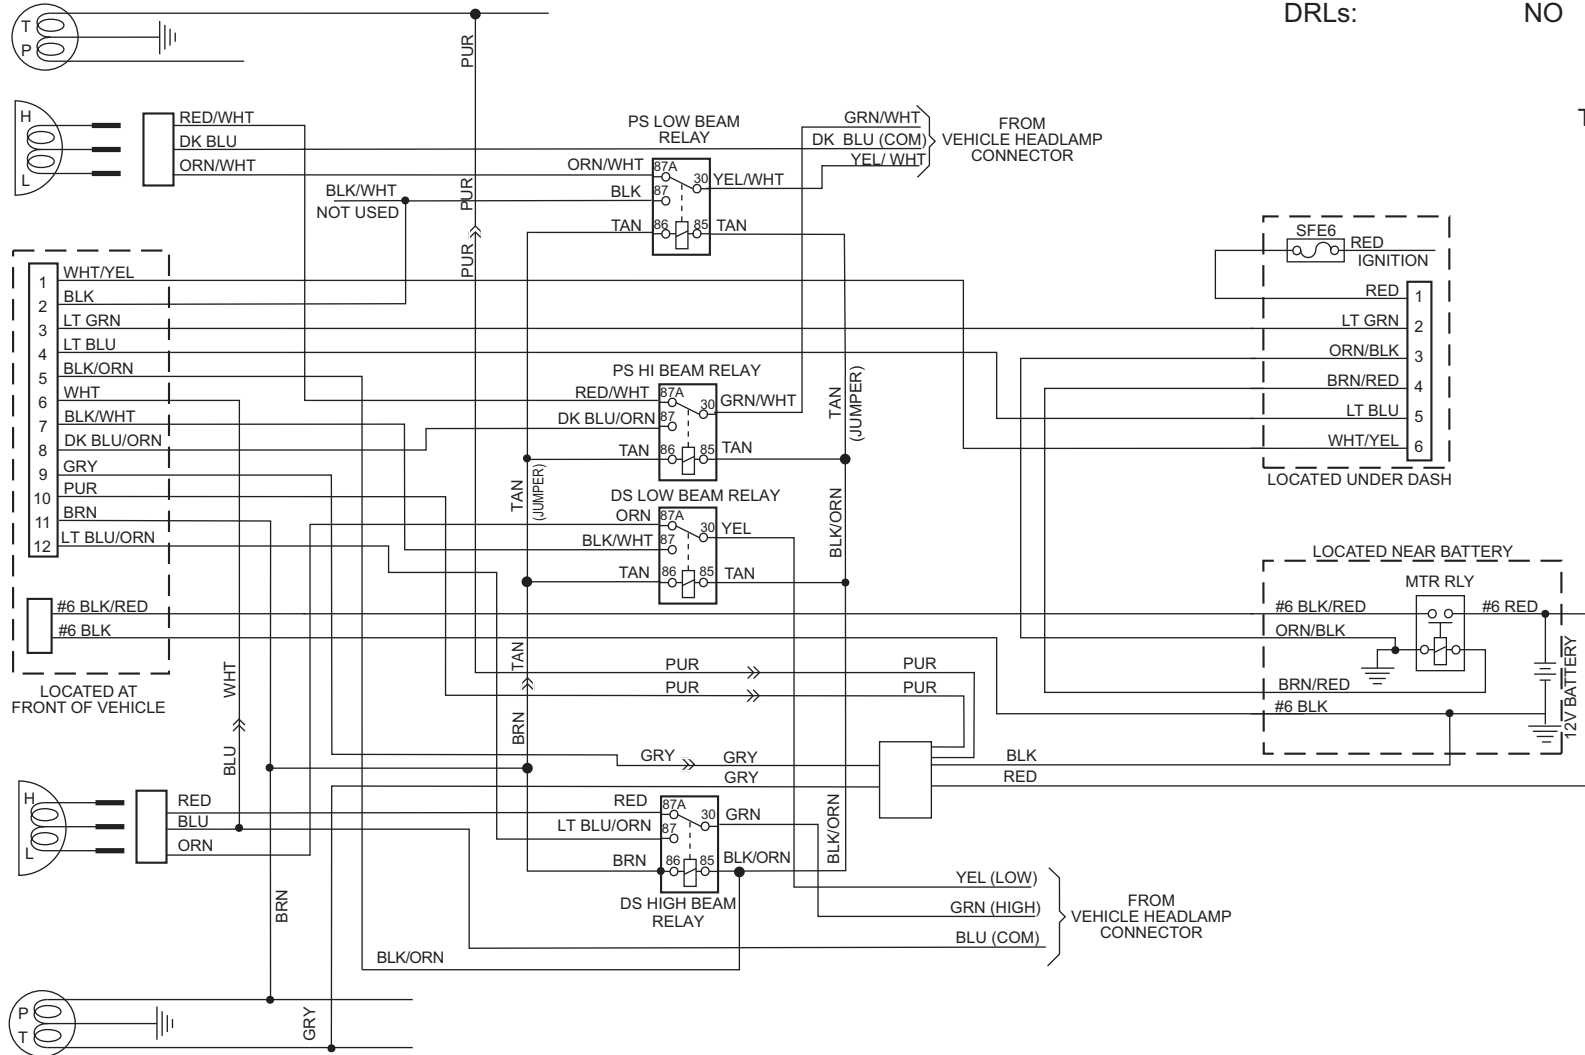 DRLs: NO
T
T
P
PUR
H
L
RED/WHT
DK BLU
ORN/WHT
PS LOW BEAM
RELAY
GRN/WHT
DK BLU (COM)
YEL/ WHT
FROM
VEHICLE HEADLAMP
CONNECTOR
ORN/WHT
87A
30
YEL/WHT
BLK/WHT
NOT USED
BLK
87
PUR
TAN
86
85
TAN
PUR
SFE6
RED
IGNITION
1 WHT/YEL
2 BLK
3 LT GRN
4 LT BLU
5 BLK/ORN
6 WHT
7 BLK/WHT
8 DK BLU/ORN
9 GRY
10 PUR
11 BRN
12 LT BLU/ORN
RED 1
LT GRN 2
ORN/BLK 3
BRN/RED 4
LT BLU 5
WHT/YEL 6
LOCATED UNDER DASH
PS HI BEAM RELAY
RED/WHT
87A
30
GRN/WHT
DK BLU/ORN
87
TAN
86
85
TAN
TAN
(JUMPER)
TAN
(JUMPER)
DS LOW BEAM RELAY
ORN
87A
30
YEL
BLK/WHT
87
TAN
86
85
TAN
BLK/ORN
#6 BLK/RED
#6 BLK
LOCATED AT
FRONT OF VEHICLE
LOCATED NEAR BATTERY
MTR RLY
#6 BLK/RED
#6 RED
ORN/BLK
BRN/RED
#6 BLK
12V BATTERY
WHT
BLU
TAN
BRN
PUR
PUR
PUR
PUR
GRY
GRY
GRY
BLK
RED
H
L
RED
BLU
ORN
RED
87A
30
GRN
LT BLU/ORN
87
BRN
86
85
BLK/ORN
BLK/ORN
DS HIGH BEAM
RELAY
YEL (LOW)
GRN (HIGH)
BLU (COM)
FROM
VEHICLE HEADLAMP
CONNECTOR
BRN
BLK/ORN
P
T
GRY